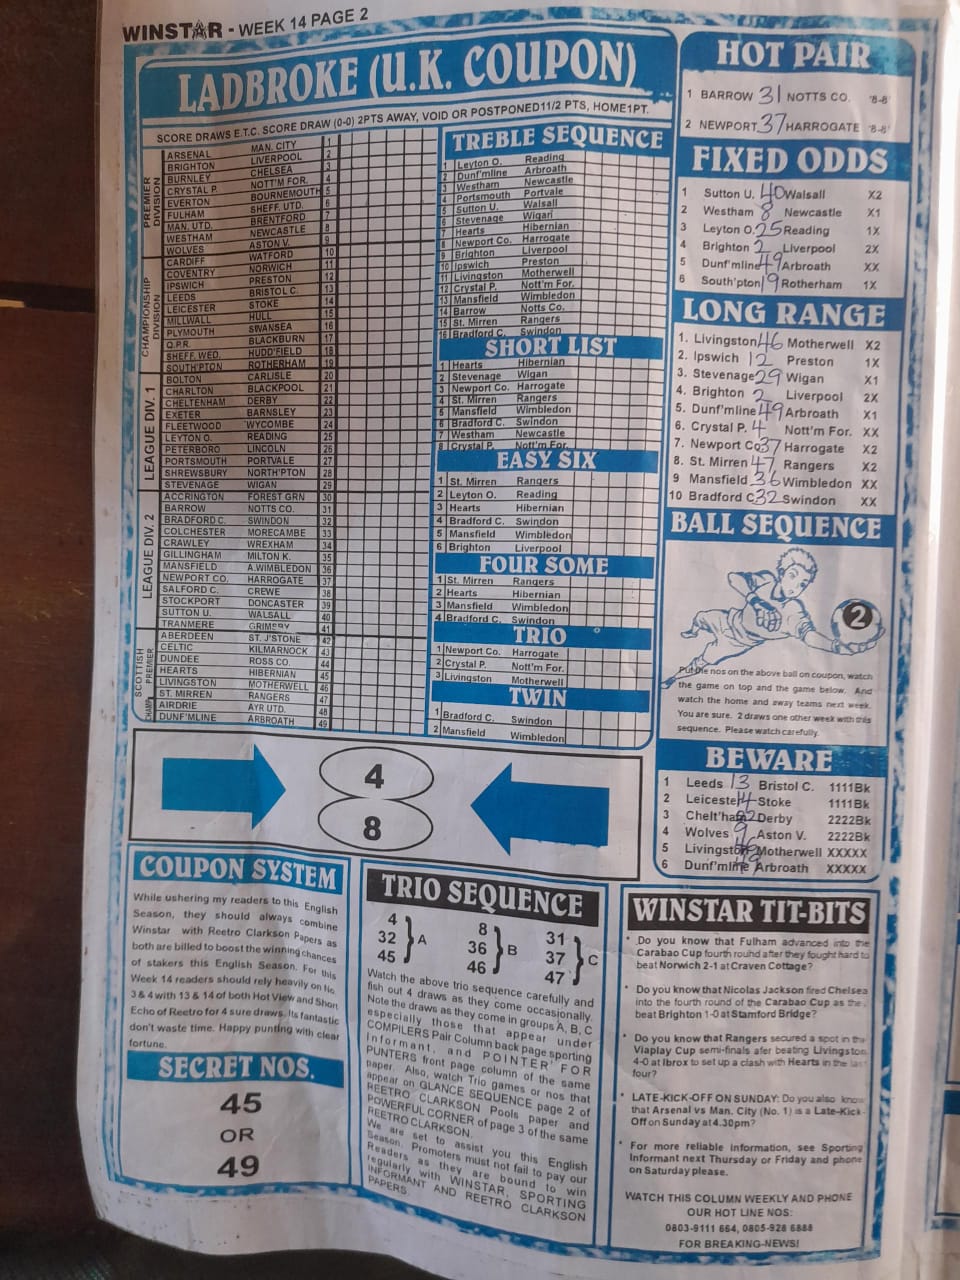 WINSTAR - WEEK 14 PAGE 2
LADBROKE (U.K. COUPON)
SCORE DRAWS E.T.C. SCORE DRAW (0-0) 2PTS AWAY, VOID OR POSTPONED11/2 PTS, HOME1PT.
PREMIER DIVISION
ARSENAL MAN. CITY 1
BRIGHTON LIVERPOOL 2
BURNLEY CHELSEA 3
CRYSTAL P. NOTT'M FOR. 4
EVERTON BOURNEMOUTH 5
FULHAM SHEFF. UTD. 6
MAN. UTD. BRENTFORD 7
WESTHAM NEWCASTLE 8
WOLVES ASTON V. 9
CHAMPIONSHIP DIVISION
CARDIFF WATFORD 10
COVENTRY NORWICH 11
IPSWICH PRESTON 12
LEEDS BRISTOL C. 13
LEICESTER STOKE 14
MILLWALL HULL 15
PLYMOUTH SWANSEA 16
Q.P.R. BLACKBURN 17
SHEFF. WED. HUDD'FIELD 18
SOUTH'PTON ROTHERHAM 19
LEAGUE DIV. 1
BOLTON CARLISLE 20
CHARLTON BLACKPOOL 21
CHELTENHAM DERBY 22
EXETER BARNSLEY 23
FLEETWOOD WYCOMBE 24
LEYTON O. READING 25
PETERBORO LINCOLN 26
PORTSMOUTH PORTVALE 27
SHREWSBURY NORTH'PTON 28
STEVENAGE WIGAN 29
LEAGUE DIV. 2
ACCRINGTON FOREST GRN 30
BARROW NOTTS CO. 31
BRADFORD C. SWINDON 32
COLCHESTER MORECAMBE 33
CRAWLEY WREXHAM 34
GILLINGHAM MILTON K. 35
MANSFIELD A.WIMBLEDON 36
NEWPORT CO. HARROGATE 37
SALFORD C. CREWE 38
STOCKPORT DONCASTER 39
SUTTON U. WALSALL 40
TRANMERE GRIMSBY 41
SCOTTISH PREMIER
ABERDEEN ST. J'STONE 42
CELTIC KILMARNOCK 43
DUNDEE ROSS CO. 44
HEARTS HIBERNIAN 45
LIVINGSTON MOTHERWELL 46
ST. MIRREN RANGERS 47
CHAMP
AIRDRIE AYR UTD. 48
DUNF'MLINE ARBROATH 49
TREBLE SEQUENCE
1 Leyton O. Reading
2 Dunf'mline Arbroath
3 Westham Newcastle
4 Portsmouth Portvale
5 Sutton U. Walsall
6 Stevenage Wigan
7 Hearts Hibernian
8 Newport Co. Harrogate
9 Brighton Liverpool
10 Ipswich Preston
11 Livingston Motherwell
12 Crystal P. Nott'm For.
13 Mansfield Wimbledon
14 Barrow Notts Co.
15 St. Mirren Rangers
16 Bradford C. Swindon
SHORT LIST
1 Hearts Hibernian
2 Stevenage Wigan
3 Newport Co. Harrogate
4 St. Mirren Rangers
5 Mansfield Wimbledon
6 Bradford C. Swindon
7 Westham Newcastle
8 Crystal P. Nott'm For.
EASY SIX
1 St. Mirren Rangers
2 Leyton O. Reading
3 Hearts Hibernian
4 Bradford C. Swindon
5 Mansfield Wimbledon
6 Brighton Liverpool
FOUR SOME
1 St. Mirren Rangers
2 Hearts Hibernian
3 Mansfield Wimbledon
4 Bradford C. Swindon
TRIO
1 Newport Co. Harrogate
2 Crystal P. Nott'm For.
3 Livingston Motherwell
TWIN
1 Bradford C. Swindon
2 Mansfield Wimbledon
HOT PAIR
1 BARROW 31 NOTTS CO. '8-8'
2 NEWPORT 37 HARROGATE '8-8'
FIXED ODDS
1 Sutton U. 40 Walsall X2
2 Westham 8 Newcastle X1
3 Leyton O. 25 Reading 1X
4 Brighton 2 Liverpool 2X
5 Dunf'mline 49 Arbroath XX
6 South'pton 19 Rotherham 1X
LONG RANGE
1. Livingston 46 Motherwell X2
2. Ipswich 12 Preston 1X
3. Stevenage 29 Wigan X1
4. Brighton 2 Liverpool 2X
5. Dunf'mline 49 Arbroath X1
6. Crystal P. 4 Nott'm For. XX
7. Newport Co 37 Harrogate X2
8. St. Mirren 47 Rangers X2
9 Mansfield 36 Wimbledon XX
10 Bradford C 32 Swindon XX
BALL SEQUENCE
2
Put the nos on the above ball on coupon, watch
the game on top and the game below. And
watch the home and away teams next week.
You are sure. 2 draws one other week with this
sequence. Please watch carefully.
BEWARE
1 Leeds 13 Bristol C. 1111Bk
2 Leicester 14 Stoke 1111Bk
3 Chelt'ham 22 Derby 2222Bk
4 Wolves 9 Aston V. 2222Bk
5 Livingston 46 Motherwell XXXXX
6 Dunf'mline 49 Arbroath XXXXX
4
8
COUPON SYSTEM
While ushering my readers to this English
Season, they should always combine
Winstar with Reetro Clarkson Papers as
both are billed to boost the winning chances
of stakers this English Season. For this
Week 14 readers should rely heavily on No.
3 & 4 with 13 & 14 of both Hot View and Short
Echo of Reetro for 4 sure draws. Its fantastic
don't waste time. Happy punting with clear
fortune.
SECRET NOS.
45
OR
49
TRIO SEQUENCE
4 32 45 A
8 36 46 B
31 37 47 C
Watch the above trio sequence carefully and
fish out 4 draws as they come occasionally.
Note the draws as they come in groups A, B, C
especially those that appear under
COMPILERS Pair Column back page sporting
Informant, and POINTER FOR
PUNTERS front page column of the same
paper. Also, watch Trio games or nos that
appear on GLANCE SEQUENCE page 2 of
REETRO CLARKSON Pools paper and
POWERFUL CORNER of page 3 of the same
REETRO CLARKSON.
We are set to assist you this English
Season. Promoters must not fail to pay our
Readers as they are bound to win
regularly with WINSTAR, SPORTING
INFORMANT AND REETRO CLARKSON
PAPERS.
WINSTAR TIT-BITS
* Do you know that Fulham advanced into the
Carabao Cup fourth round after they fought hard to
beat Norwich 2-1 at Craven Cottage?
* Do you know that Nicolas Jackson fired Chelsea
into the fourth round of the Carabao Cup as the
beat Brighton 1-0 at Stamford Bridge?
* Do you know that Rangers secured a spot in the
Viaplay Cup semi-finals afer beating Livingston
4-0 at Ibrox to set up a clash with Hearts in the last
four?
* LATE-KICK-OFF ON SUNDAY: Do you also know
that Arsenal vs Man. City (No. 1) is a Late-Kick-
Off on Sunday at 4.30pm?
* For more reliable information, see Sporting
Informant next Thursday or Friday and phone
on Saturday please.
WATCH THIS COLUMN WEEKLY AND PHONE
OUR HOT LINE NOS:
0803-9111 664, 0805-928 6888
FOR BREAKING-NEWS!